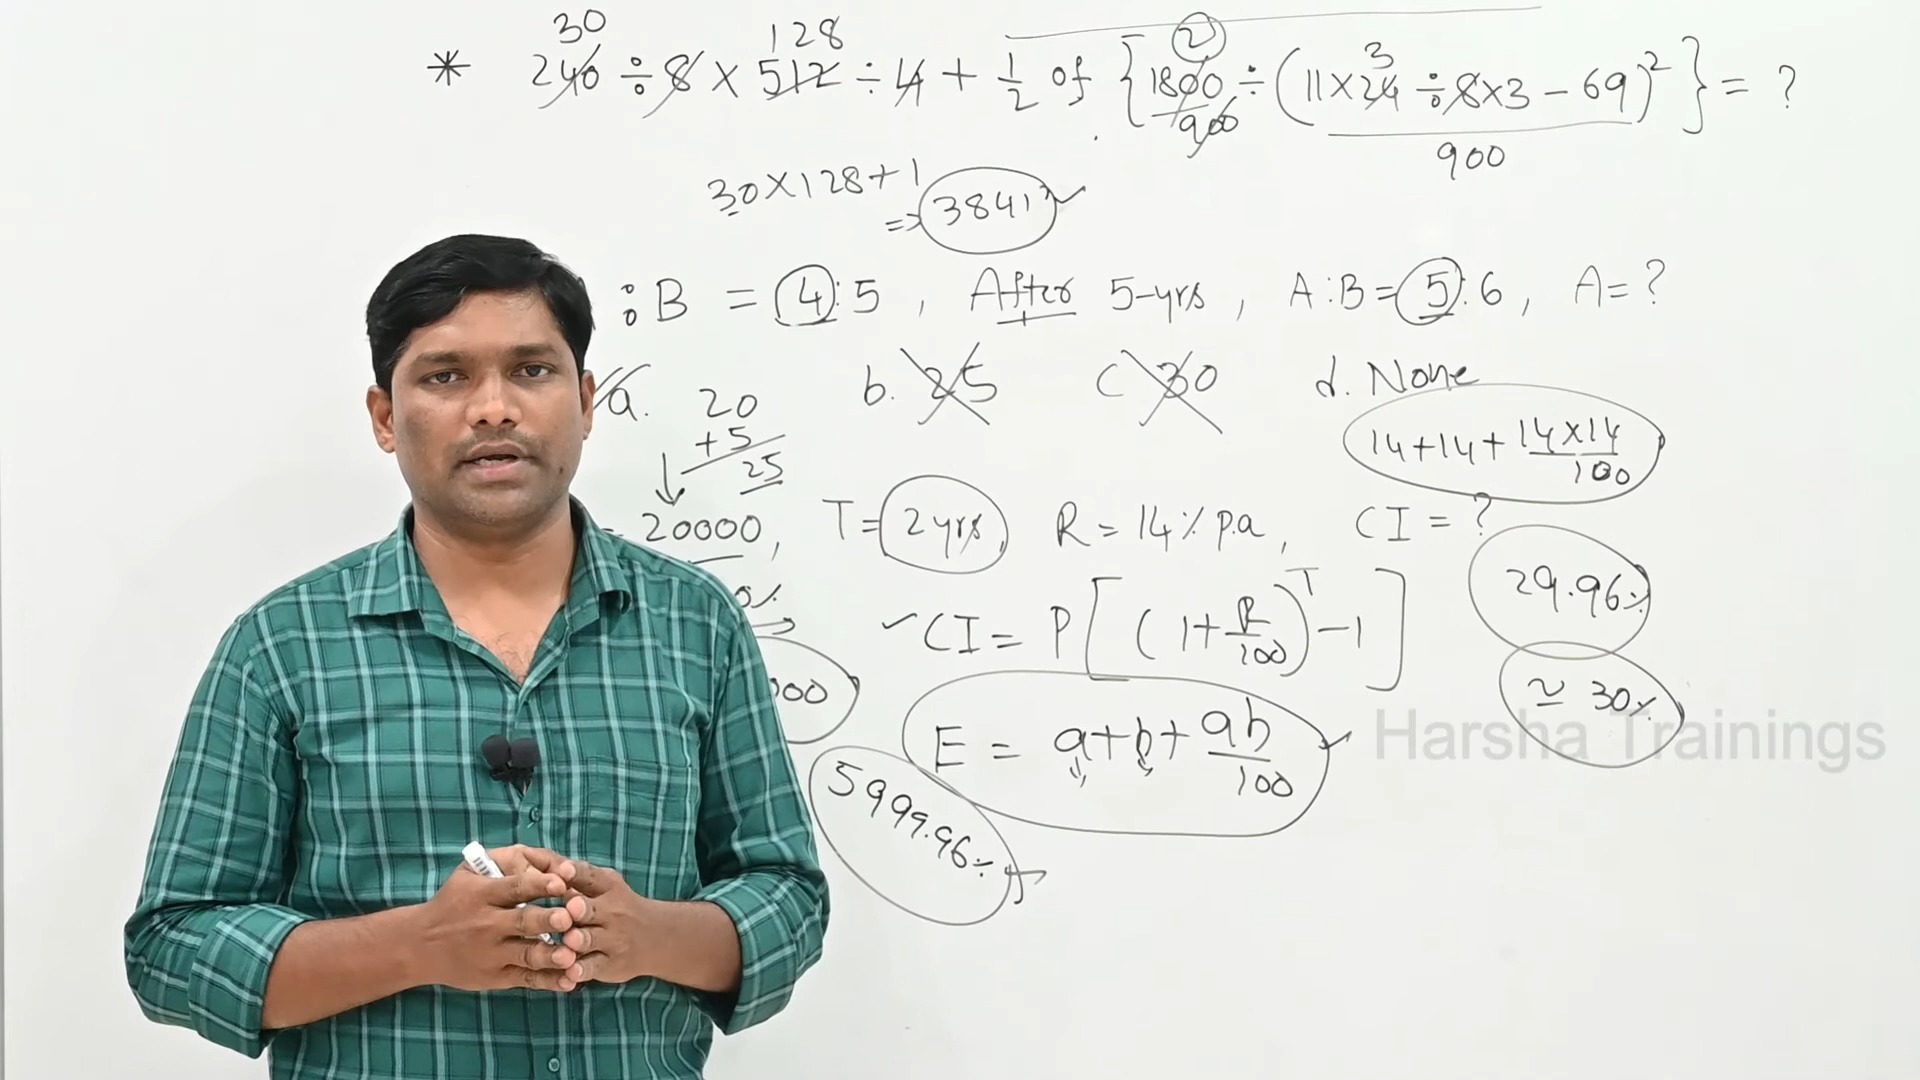 30 128
* 240 ÷ 8 × 512 ÷ 4 + 1/2 of {1800 ÷ (11×24 ÷ 8×3 − 69)²} = ?
2 3
900
900
30×128+1
=> 3841
: B = 4:5 , After 5-yrs , A:B = 5:6 , A = ?
a. 20 b. 25 c 30 d. None
+5
25
14+14+ 14×14/100
= 20000, T = 2 yrs, R = 14% p.a, CI = ?
29.96%
0%
CI = P[(1+R/100)^T −1]
≃ 30%
000
E = a+b+ ab/100
Harsha Trainings
5999.96